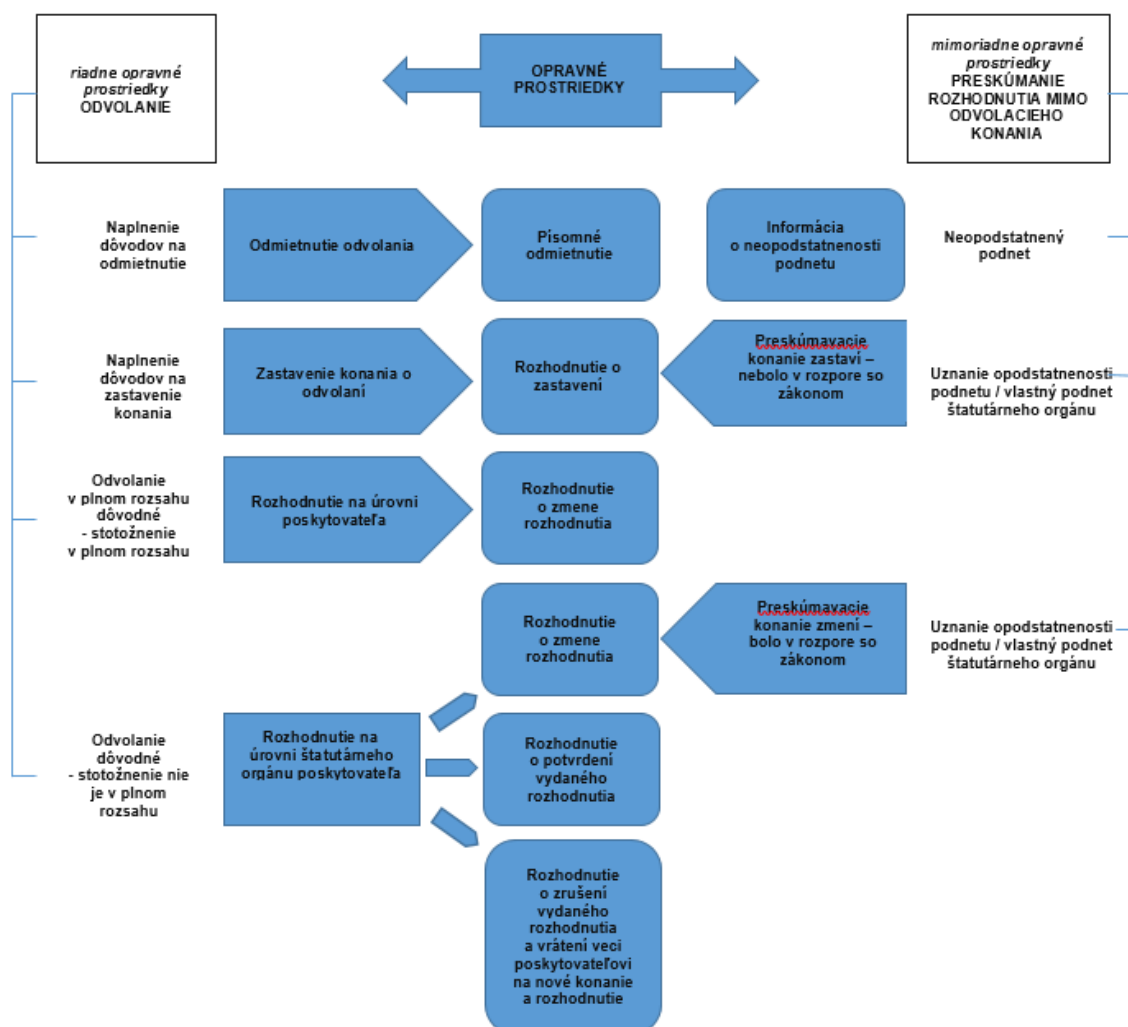 riadne opravné
prostriedky
ODVOLANIE
OPRAVNÉ
PROSTRIEDKY
mimoriadne opravné
prostriedky
PRESKÚMANIE
ROZHODNUTIA MIMO
ODVOLACIEHO
KONANIA
Naplnenie
dôvodov na
odmietnutie
Odmietnutie odvolania
Písomné
odmietnutie
Informácia
o neopodstatnenosti
podnetu
Neopodstatnený
podnet
Naplnenie
dôvodov na
zastavenie
konania
Zastavenie konania o
odvolaní
Rozhodnutie o
zastavení
Preskúmavacie
konanie zastaví –
nebolo v rozpore so
zákonom
Uznanie opodstatnenosti
podnetu / vlastný podnet
štatutárneho orgánu
Odvolanie
v plnom rozsahu
dôvodné
- stotožnenie
v plnom rozsahu
Rozhodnutie na úrovni
poskytovateľa
Rozhodnutie
o zmene
rozhodnutia
Rozhodnutie
o zmene
rozhodnutia
Preskúmavacie
konanie zmení –
bolo v rozpore so
zákonom
Uznanie opodstatnenosti
podnetu / vlastný podnet
štatutárneho orgánu
Odvolanie
dôvodné
- stotožnenie nie
je v plnom
rozsahu
Rozhodnutie na
úrovni štatutárneho
orgánu poskytovateľa
Rozhodnutie
o potvrdení
vydaného
rozhodnutia
Rozhodnutie
o zrušení
vydaného
rozhodnutia
a vrátení veci
poskytovateľovi
na nové konanie
a rozhodnutie